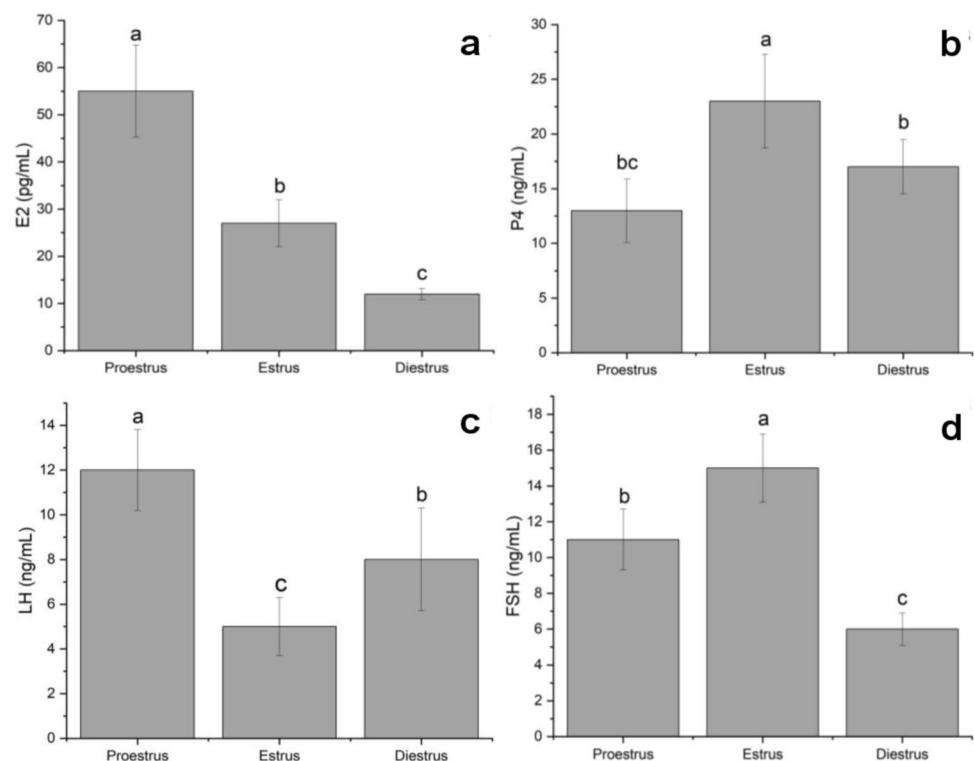 a
70
60
50
40
30
20
10
0
E2 (pg/mL)
a
b
c
Proestrus Estrus Diestrus
b
30
25
20
15
10
5
0
P4 (ng/mL)
bc
a
b
Proestrus Estrus Diestrus
c
14
12
10
8
6
4
2
0
LH (ng/mL)
a
c
b
Proestrus Estrus Diestrus
d
18
16
14
12
10
8
6
4
2
0
FSH (ng/mL)
b
a
c
Proestrus Estrus Diestrus